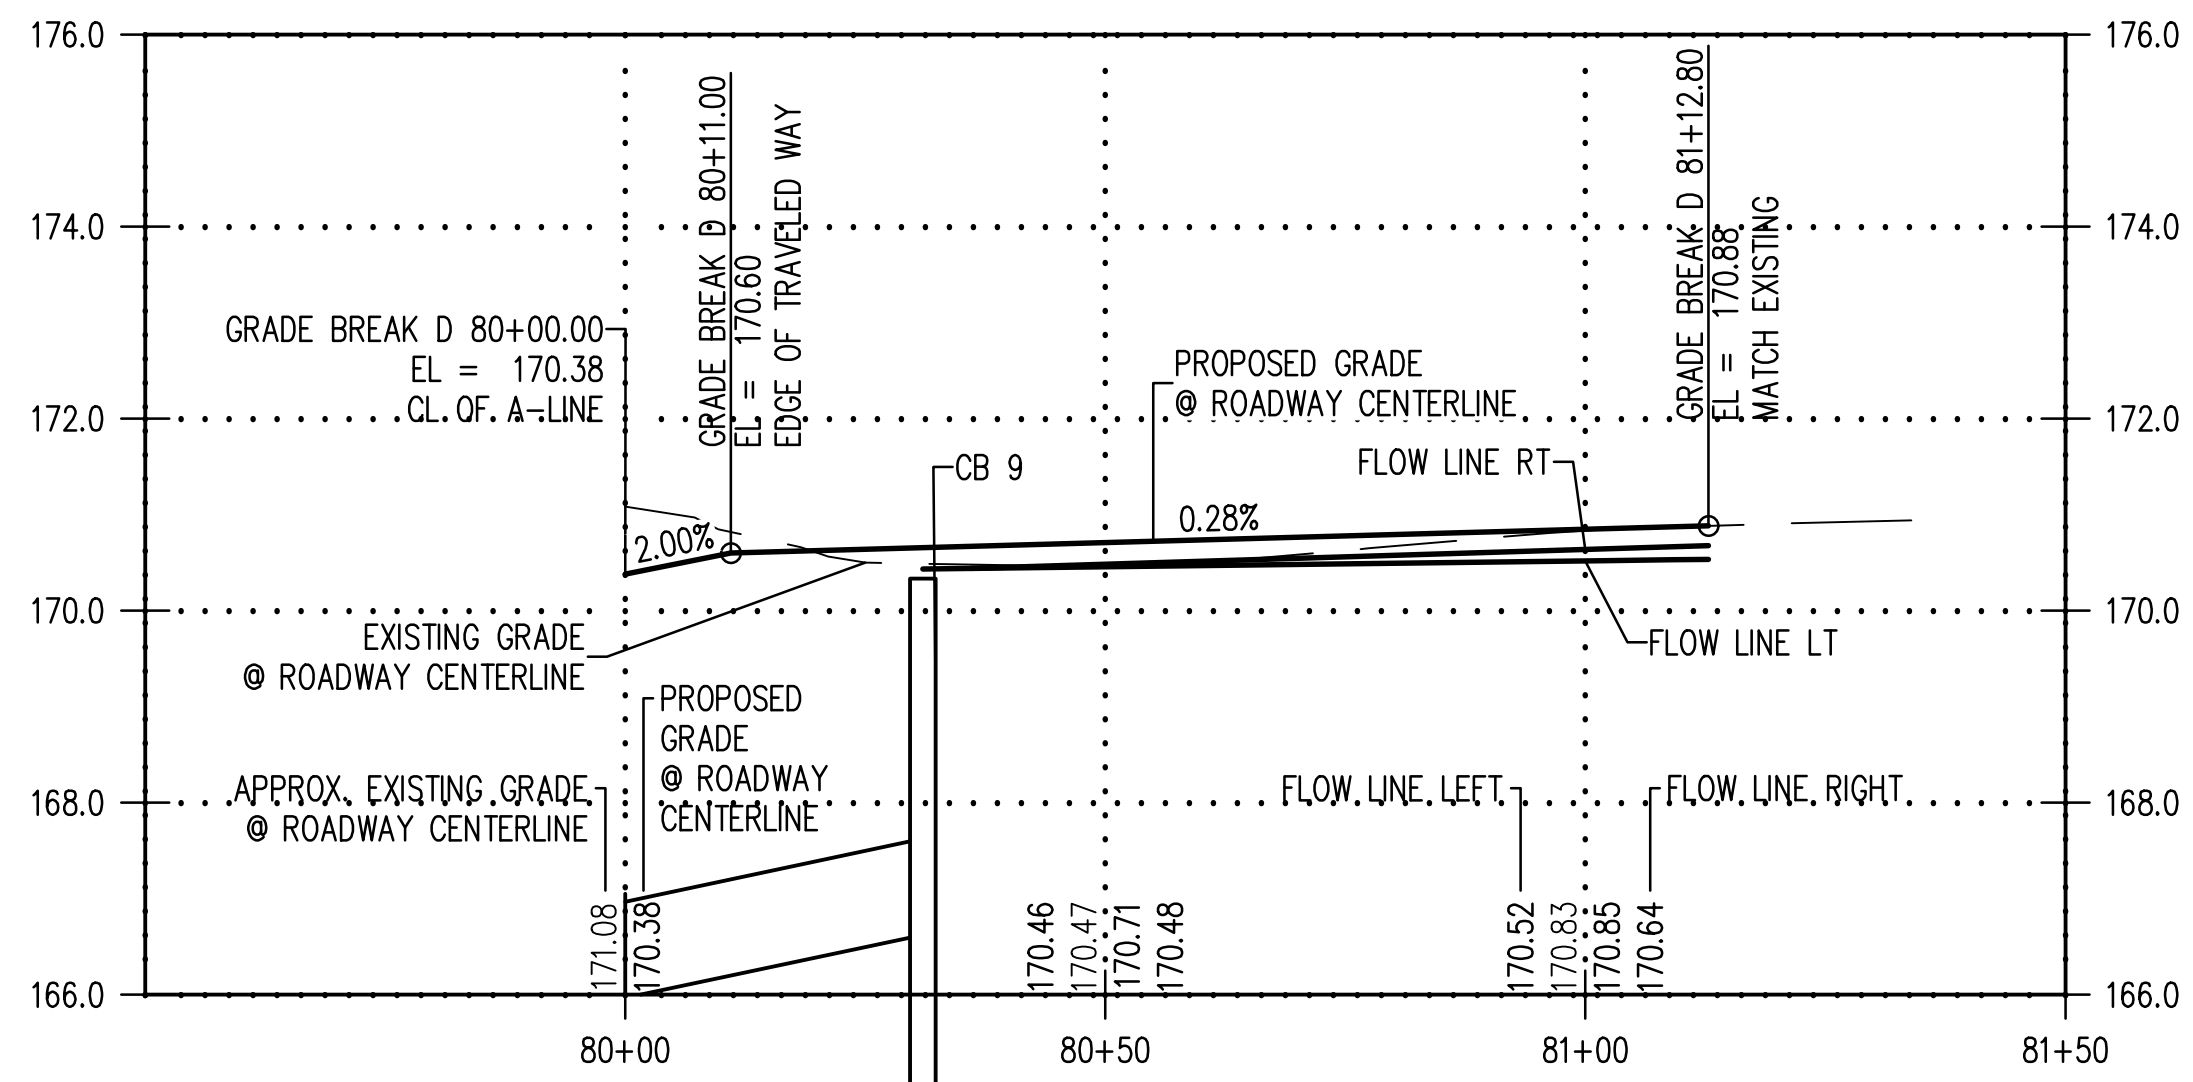 176.0
176.0
174.0
174.0
172.0
172.0
170.0
170.0
168.0
168.0
166.0
166.0
GRADE BREAK D 80+00.00
EL = 170.38
CL OF A-LINE
GRADE BREAK D 80+11.00
EL = 170.60
EDGE OF TRAVELED WAY
GRADE BREAK D 81+12.80
EL = 170.88
MATCH EXISTING
PROPOSED GRADE
@ ROADWAY CENTERLINE
CB 9
FLOW LINE RT
2.00%
0.28%
EXISTING GRADE
@ ROADWAY CENTERLINE
FLOW LINE LT
PROPOSED
GRADE
@ ROADWAY
CENTERLINE
APPROX. EXISTING GRADE
@ ROADWAY CENTERLINE
FLOW LINE LEFT
FLOW LINE RIGHT
171.08
170.38
170.46
170.47
170.71
170.48
170.52
170.83
170.85
170.64
80+00
80+50
81+00
81+50